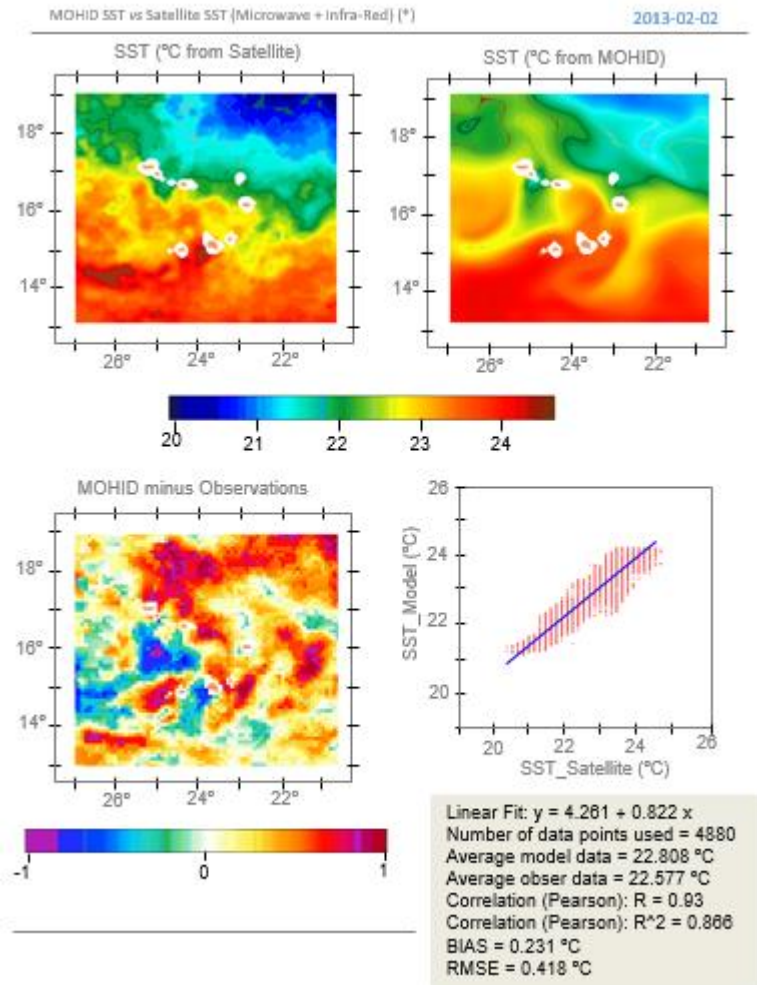 MOHID SST vs Satellite SST (Microwave + Infra-Red) (*)
2013-02-02
SST (ºC from Satellite)
SST (ºC from MOHID)
18º
16º
14º
26º
24º
22º
18º
16º
14º
26º
24º
22º
20
21
22
23
24
MOHID minus Observations
18º
16º
14º
26º
24º
22º
-1
0
1
26
24
22
20
SST_Model (ºC)
20
22
24
26
SST_Satellite (ºC)
Linear Fit: y = 4.261 + 0.822 x
Number of data points used = 4880
Average model data = 22.808 ºC
Average obser data = 22.577 ºC
Correlation (Pearson): R = 0.93
Correlation (Pearson): R^2 = 0.866
BIAS = 0.231 ºC
RMSE = 0.418 ºC